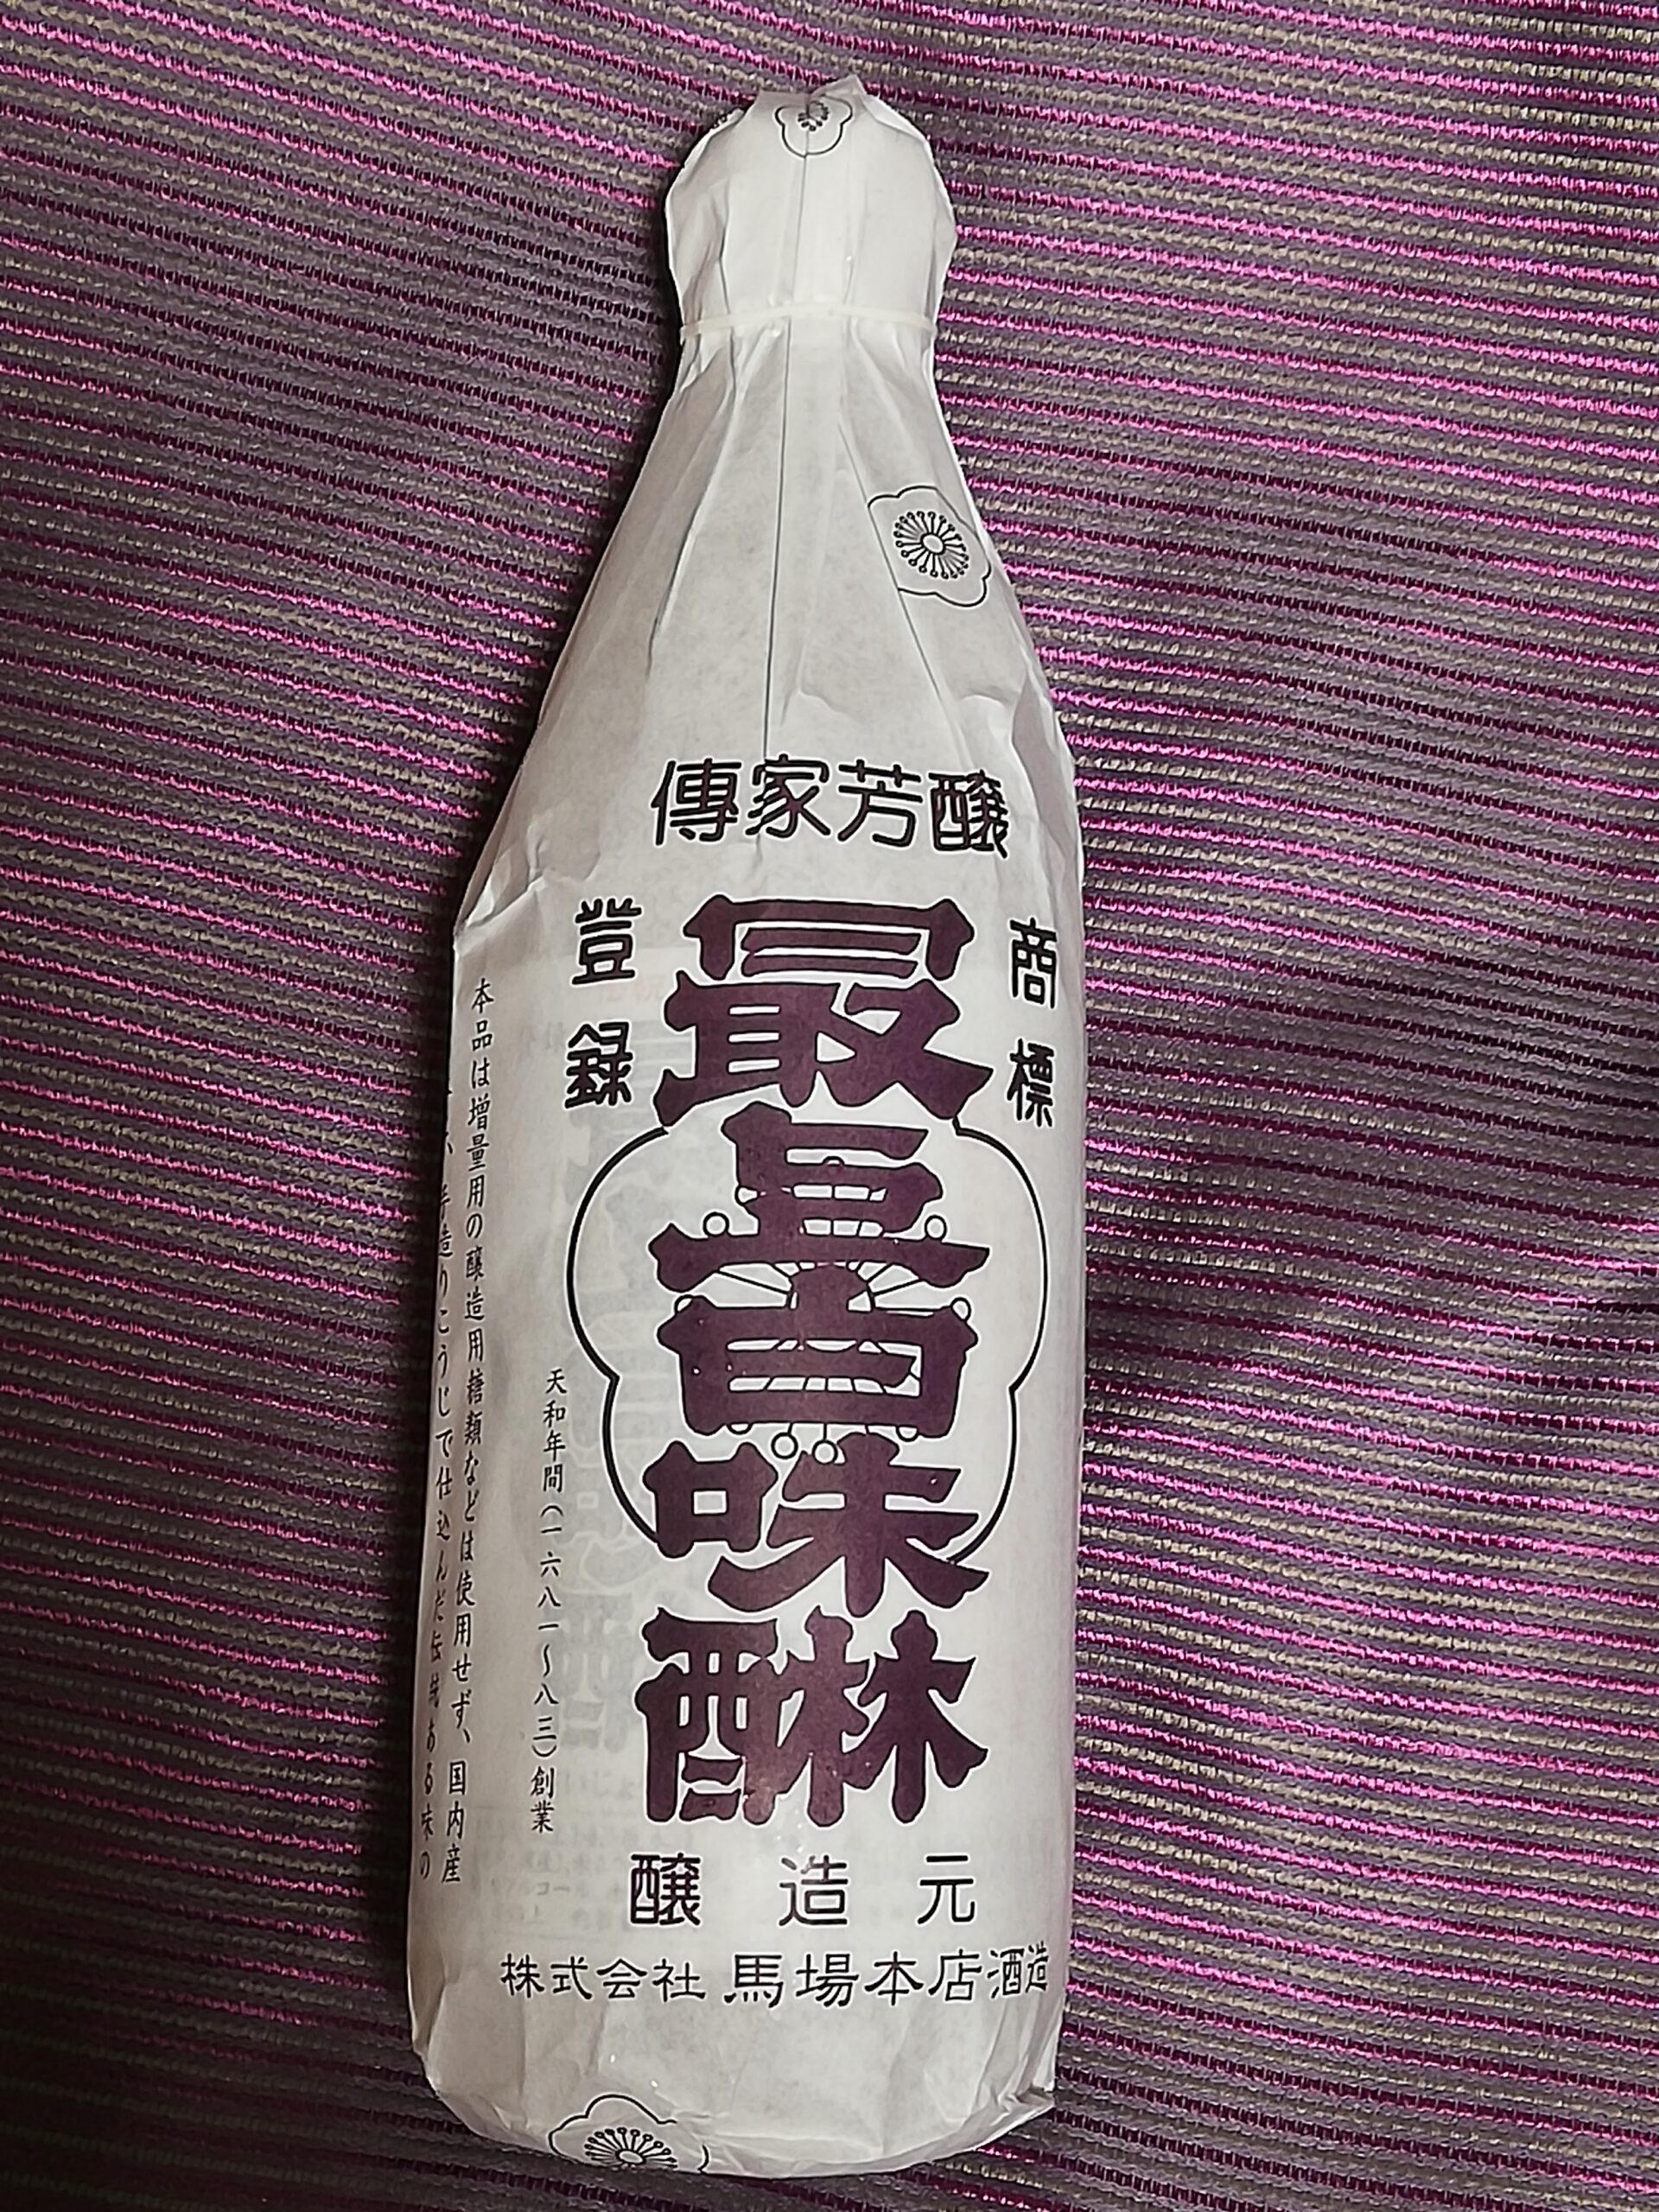 傳家芳醸
商標
最上白味醂
登録
天和年間(一六八一〜八三)創業
本品は増量用の醸造用糖類などは使用せず、国内産
手造りこうじで仕込んだ伝統ある味の
醸造元
株式会社 馬場本店酒造